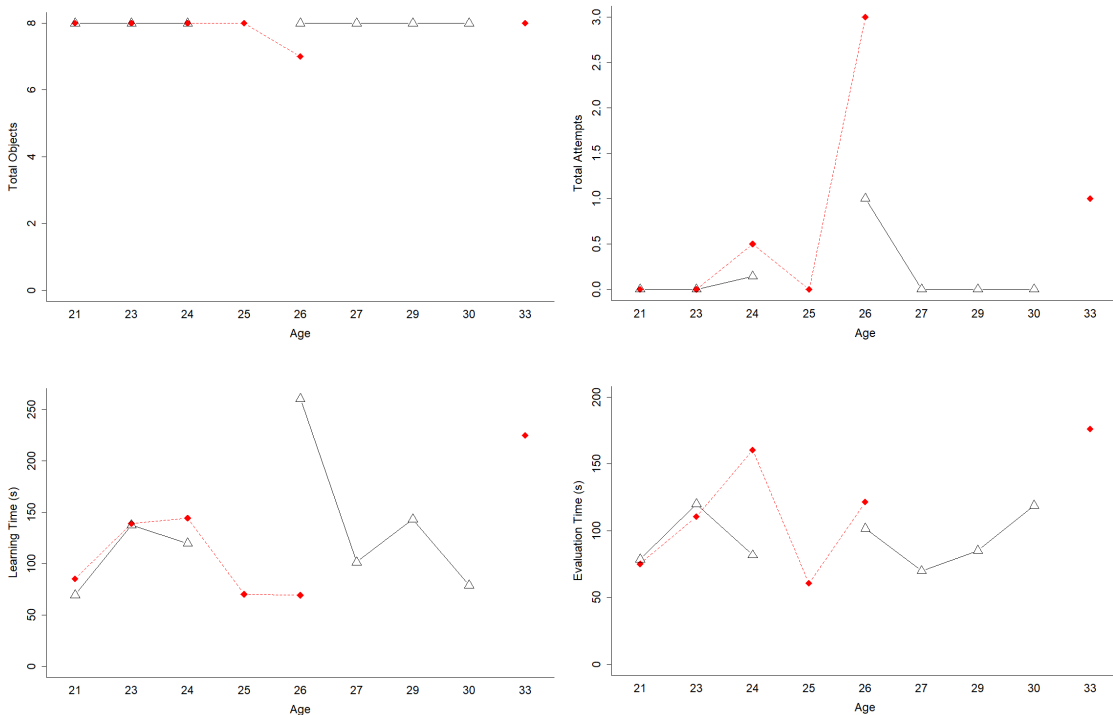 Total Objects
8
6
4
2
0
21 23 24 25 26 27 29 30 33
Age
Total Attempts
3.0
2.5
2.0
1.5
1.0
0.5
0.0
21 23 24 25 26 27 29 30 33
Age
Learning Time (s)
250
200
150
100
50
0
21 23 24 25 26 27 29 30 33
Age
Evaluation Time (s)
200
150
100
50
0
21 23 24 25 26 27 29 30 33
Age